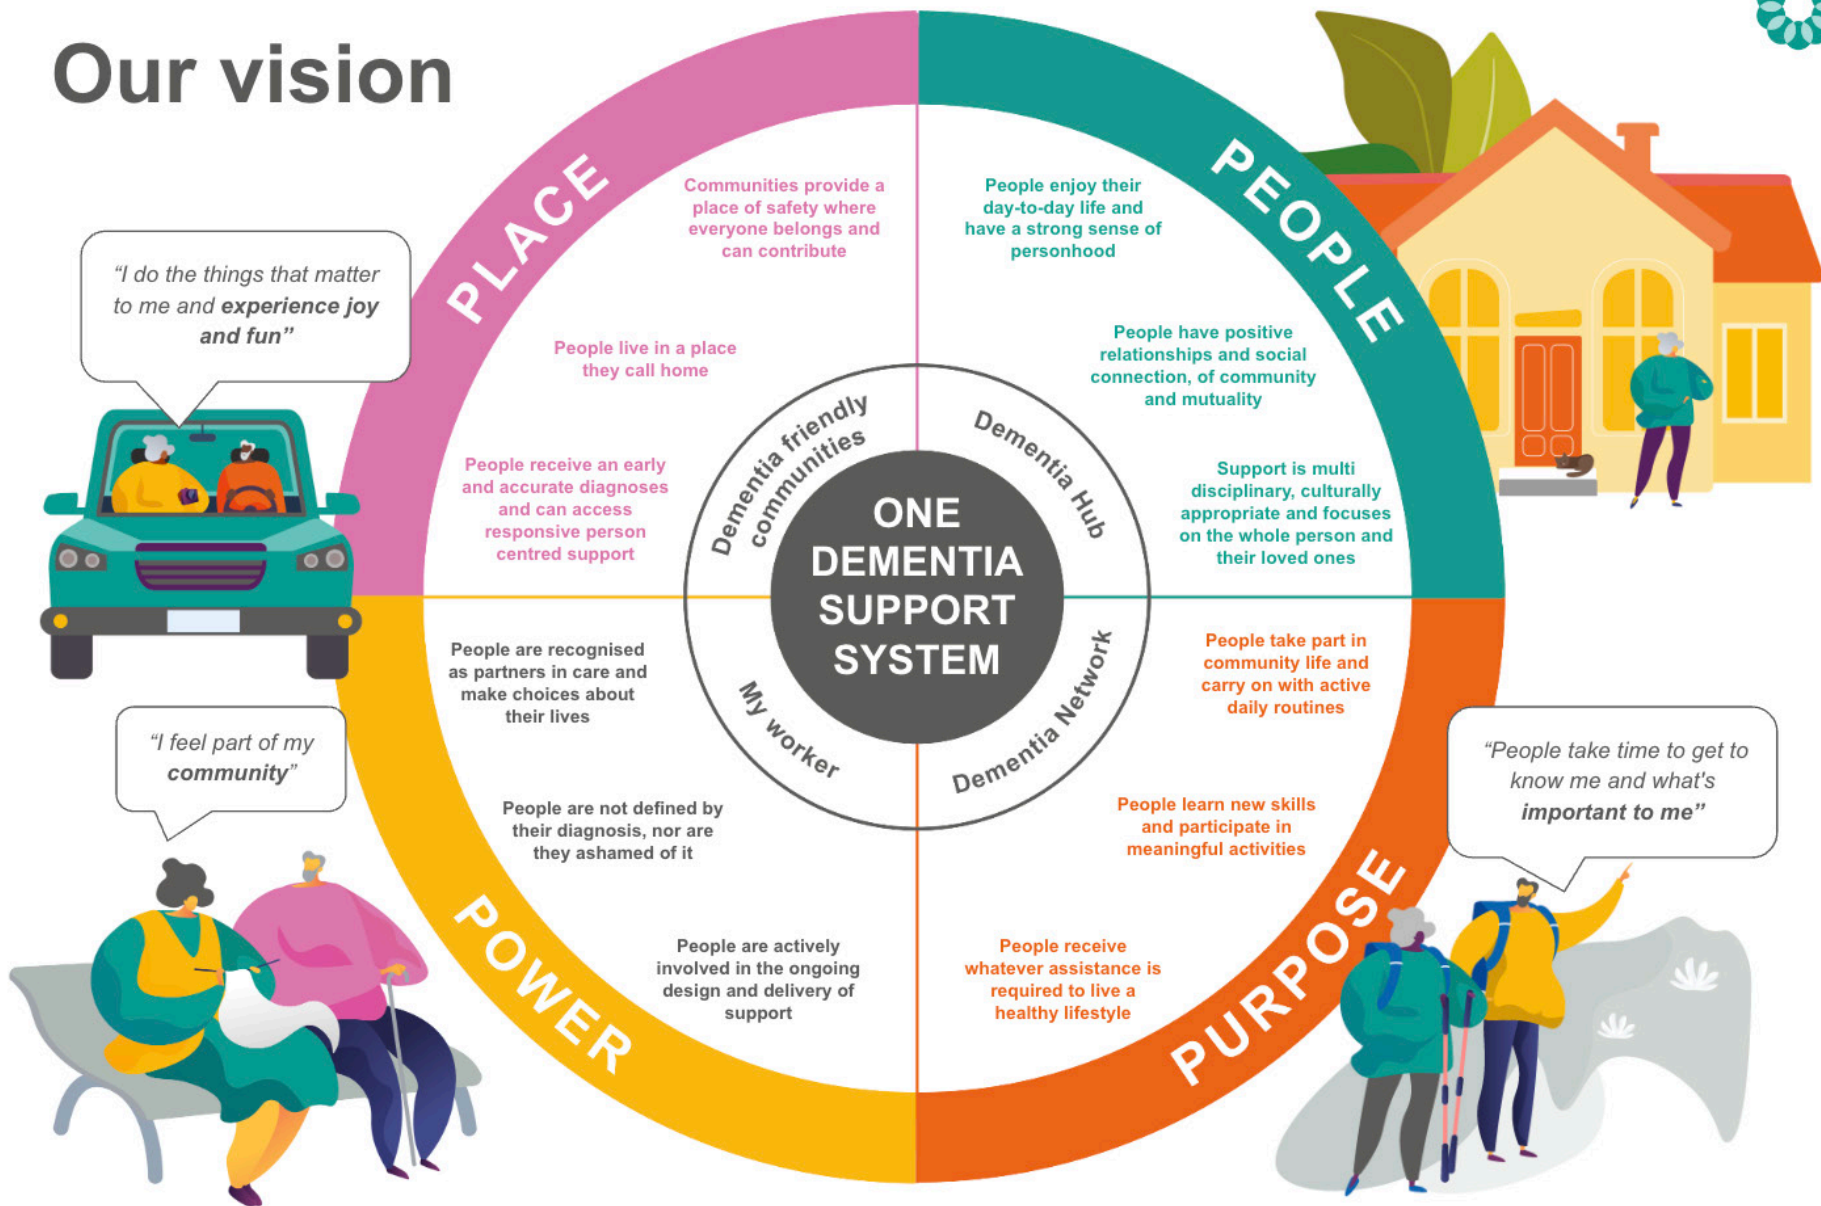 Our vision
PLACE
Communities provide a
place of safety where
everyone belongs and
can contribute
People live in a place
they call home
People receive an early
and accurate diagnoses
and can access
responsive person
centred support
PEOPLE
People enjoy their
day-to-day life and
have a strong sense of
personhood
People have positive
relationships and social
connection, of community
and mutuality
Support is multi
disciplinary, culturally
appropriate and focuses
on the whole person and
their loved ones
“I do the things that matter
to me and experience joy
and fun”
Dementia friendly
communities
Dementia Hub
ONE
DEMENTIA
SUPPORT
SYSTEM
My worker
Dementia Network
People are recognised
as partners in care and
make choices about
their lives
People are not defined by
their diagnosis, nor are
they ashamed of it
People are actively
involved in the ongoing
design and delivery of
support
POWER
People take part in
community life and
carry on with active
daily routines
People learn new skills
and participate in
meaningful activities
People receive
whatever assistance is
required to live a
healthy lifestyle
PURPOSE
“I feel part of my
community”
“People take time to get to
know me and what's
important to me”